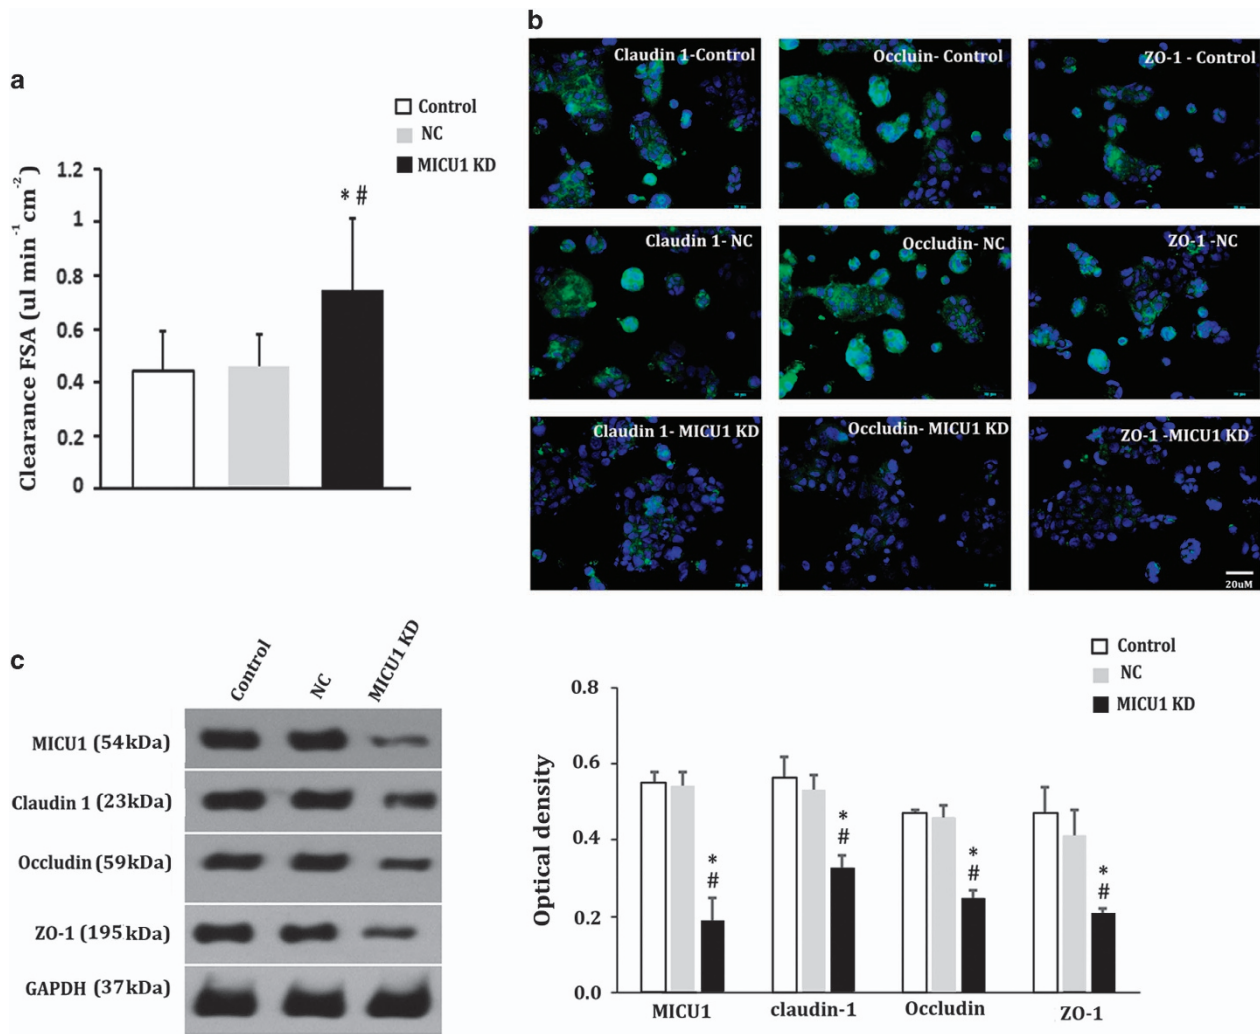 a
Control
NC
MICU1 KD
* #
1.2
1
0.8
0.6
0.4
0.2
0
Clearance FSA (ul min⁻¹ cm⁻²)
b
Claudin 1-Control
Occluin- Control
ZO-1 - Control
Claudin 1- NC
Occludin- NC
ZO-1 -NC
Claudin 1- MICU1 KD
Occludin- MICU1 KD
ZO-1 -MICU1 KD
20uM
c
Control
NC
MICU1 KD
MICU1 (54kDa)
Claudin 1 (23kDa)
Occludin (59kDa)
ZO-1 (195kDa)
GAPDH (37kDa)
Control
NC
MICU1 KD
0.8
0.6
0.4
0.2
0.0
Optical density
*
#
*
#
*
#
*
#
MICU1
claudin-1
Occludin
ZO-1